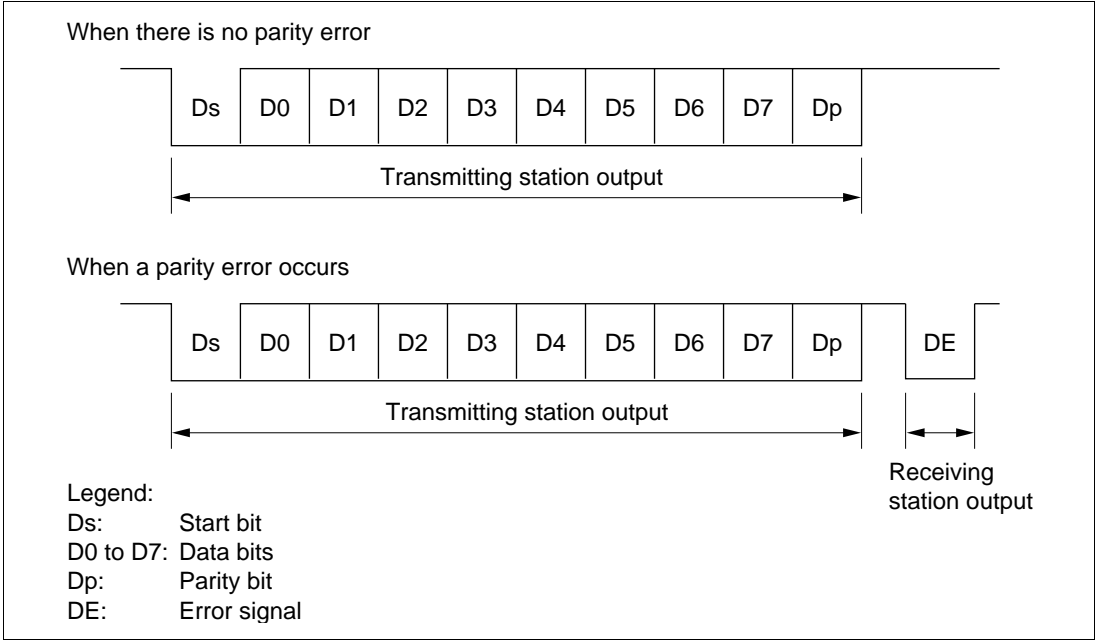 When there is no parity error
Ds D0 D1 D2 D3 D4 D5 D6 D7 Dp
Transmitting station output
When a parity error occurs
Ds D0 D1 D2 D3 D4 D5 D6 D7 Dp DE
Transmitting station output
Receiving
station output
Legend:
Ds: Start bit
D0 to D7: Data bits
Dp: Parity bit
DE: Error signal